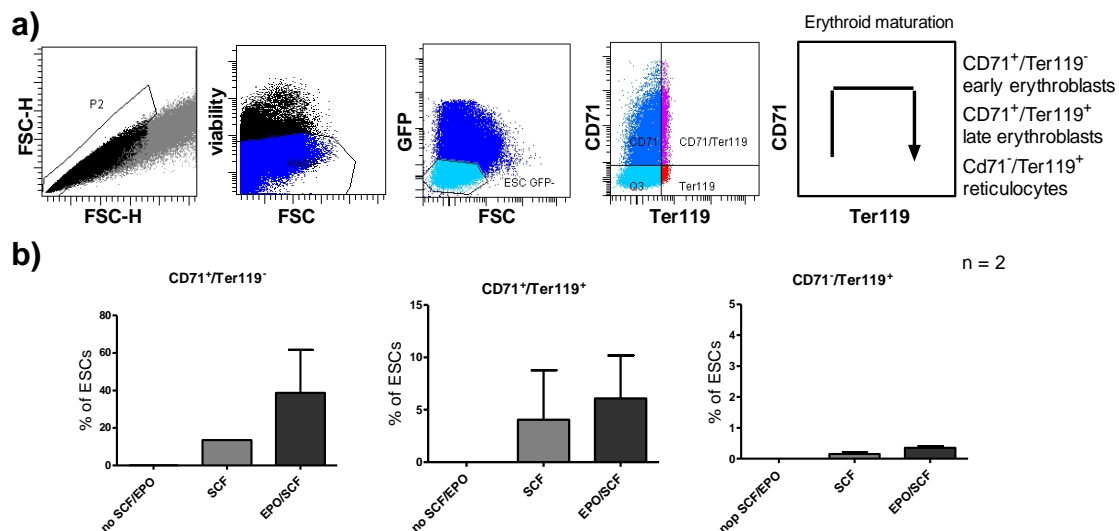 a)
FSC-H
P2
FSC-H
viability
FSC
GFP
ESC GFP-
FSC
CD71
CD71
CD71/Ter119
Q3
Ter119
Ter119
Erythroid maturation
CD71
Ter119
CD71⁺/Ter119⁻
early erythroblasts
CD71⁺/Ter119⁺
late erythroblasts
Cd71⁻/Ter119⁺
reticulocytes
b)
n = 2
CD71⁺/Ter119⁻
% of ESCs
80
60
40
20
0
no SCF/EPO
SCF
EPO/SCF
CD71⁺/Ter119⁺
% of ESCs
15
10
5
0
no SCF/EPO
SCF
EPO/SCF
CD71⁻/Ter119⁺
% of ESCs
5
4
3
2
1
0
nop SCF/EPO
SCF
EPO/SCF